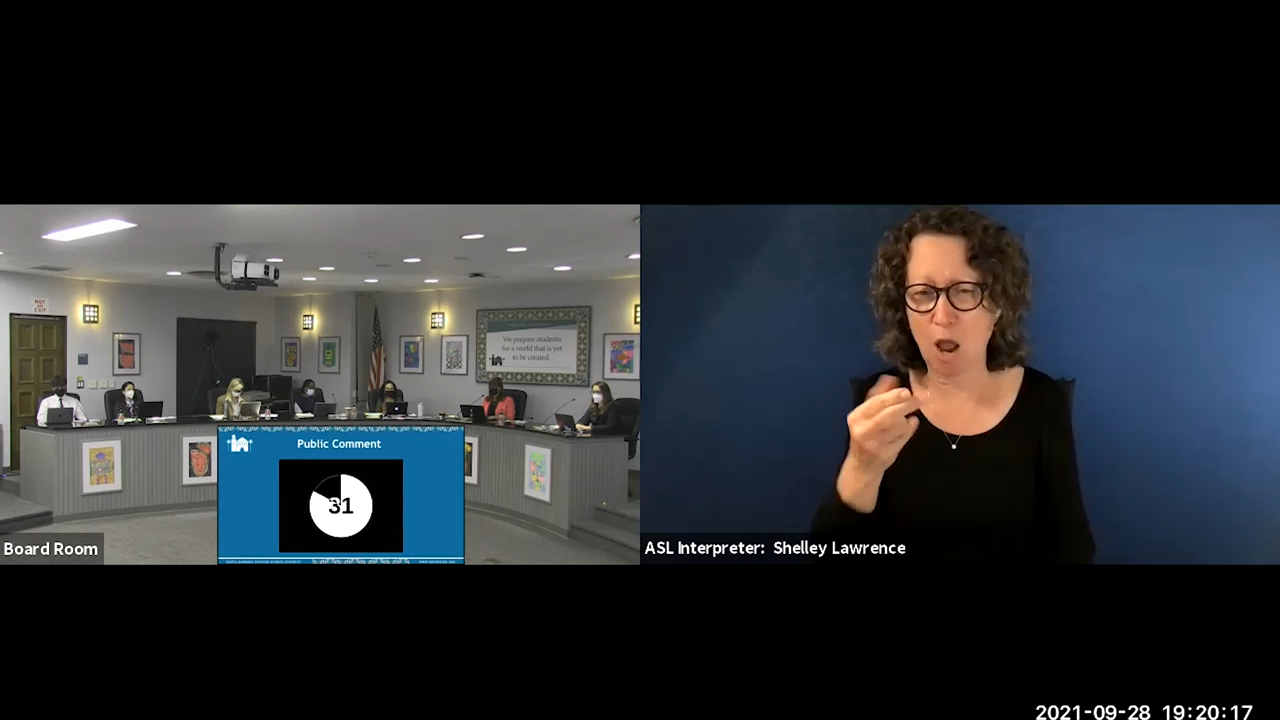 NOT
AN
EXIT
We prepare students
for a world that is yet
to be created.
Public Comment
31
Board Room
ASL Interpreter: Shelley Lawrence
2021-09-28 19:20:17